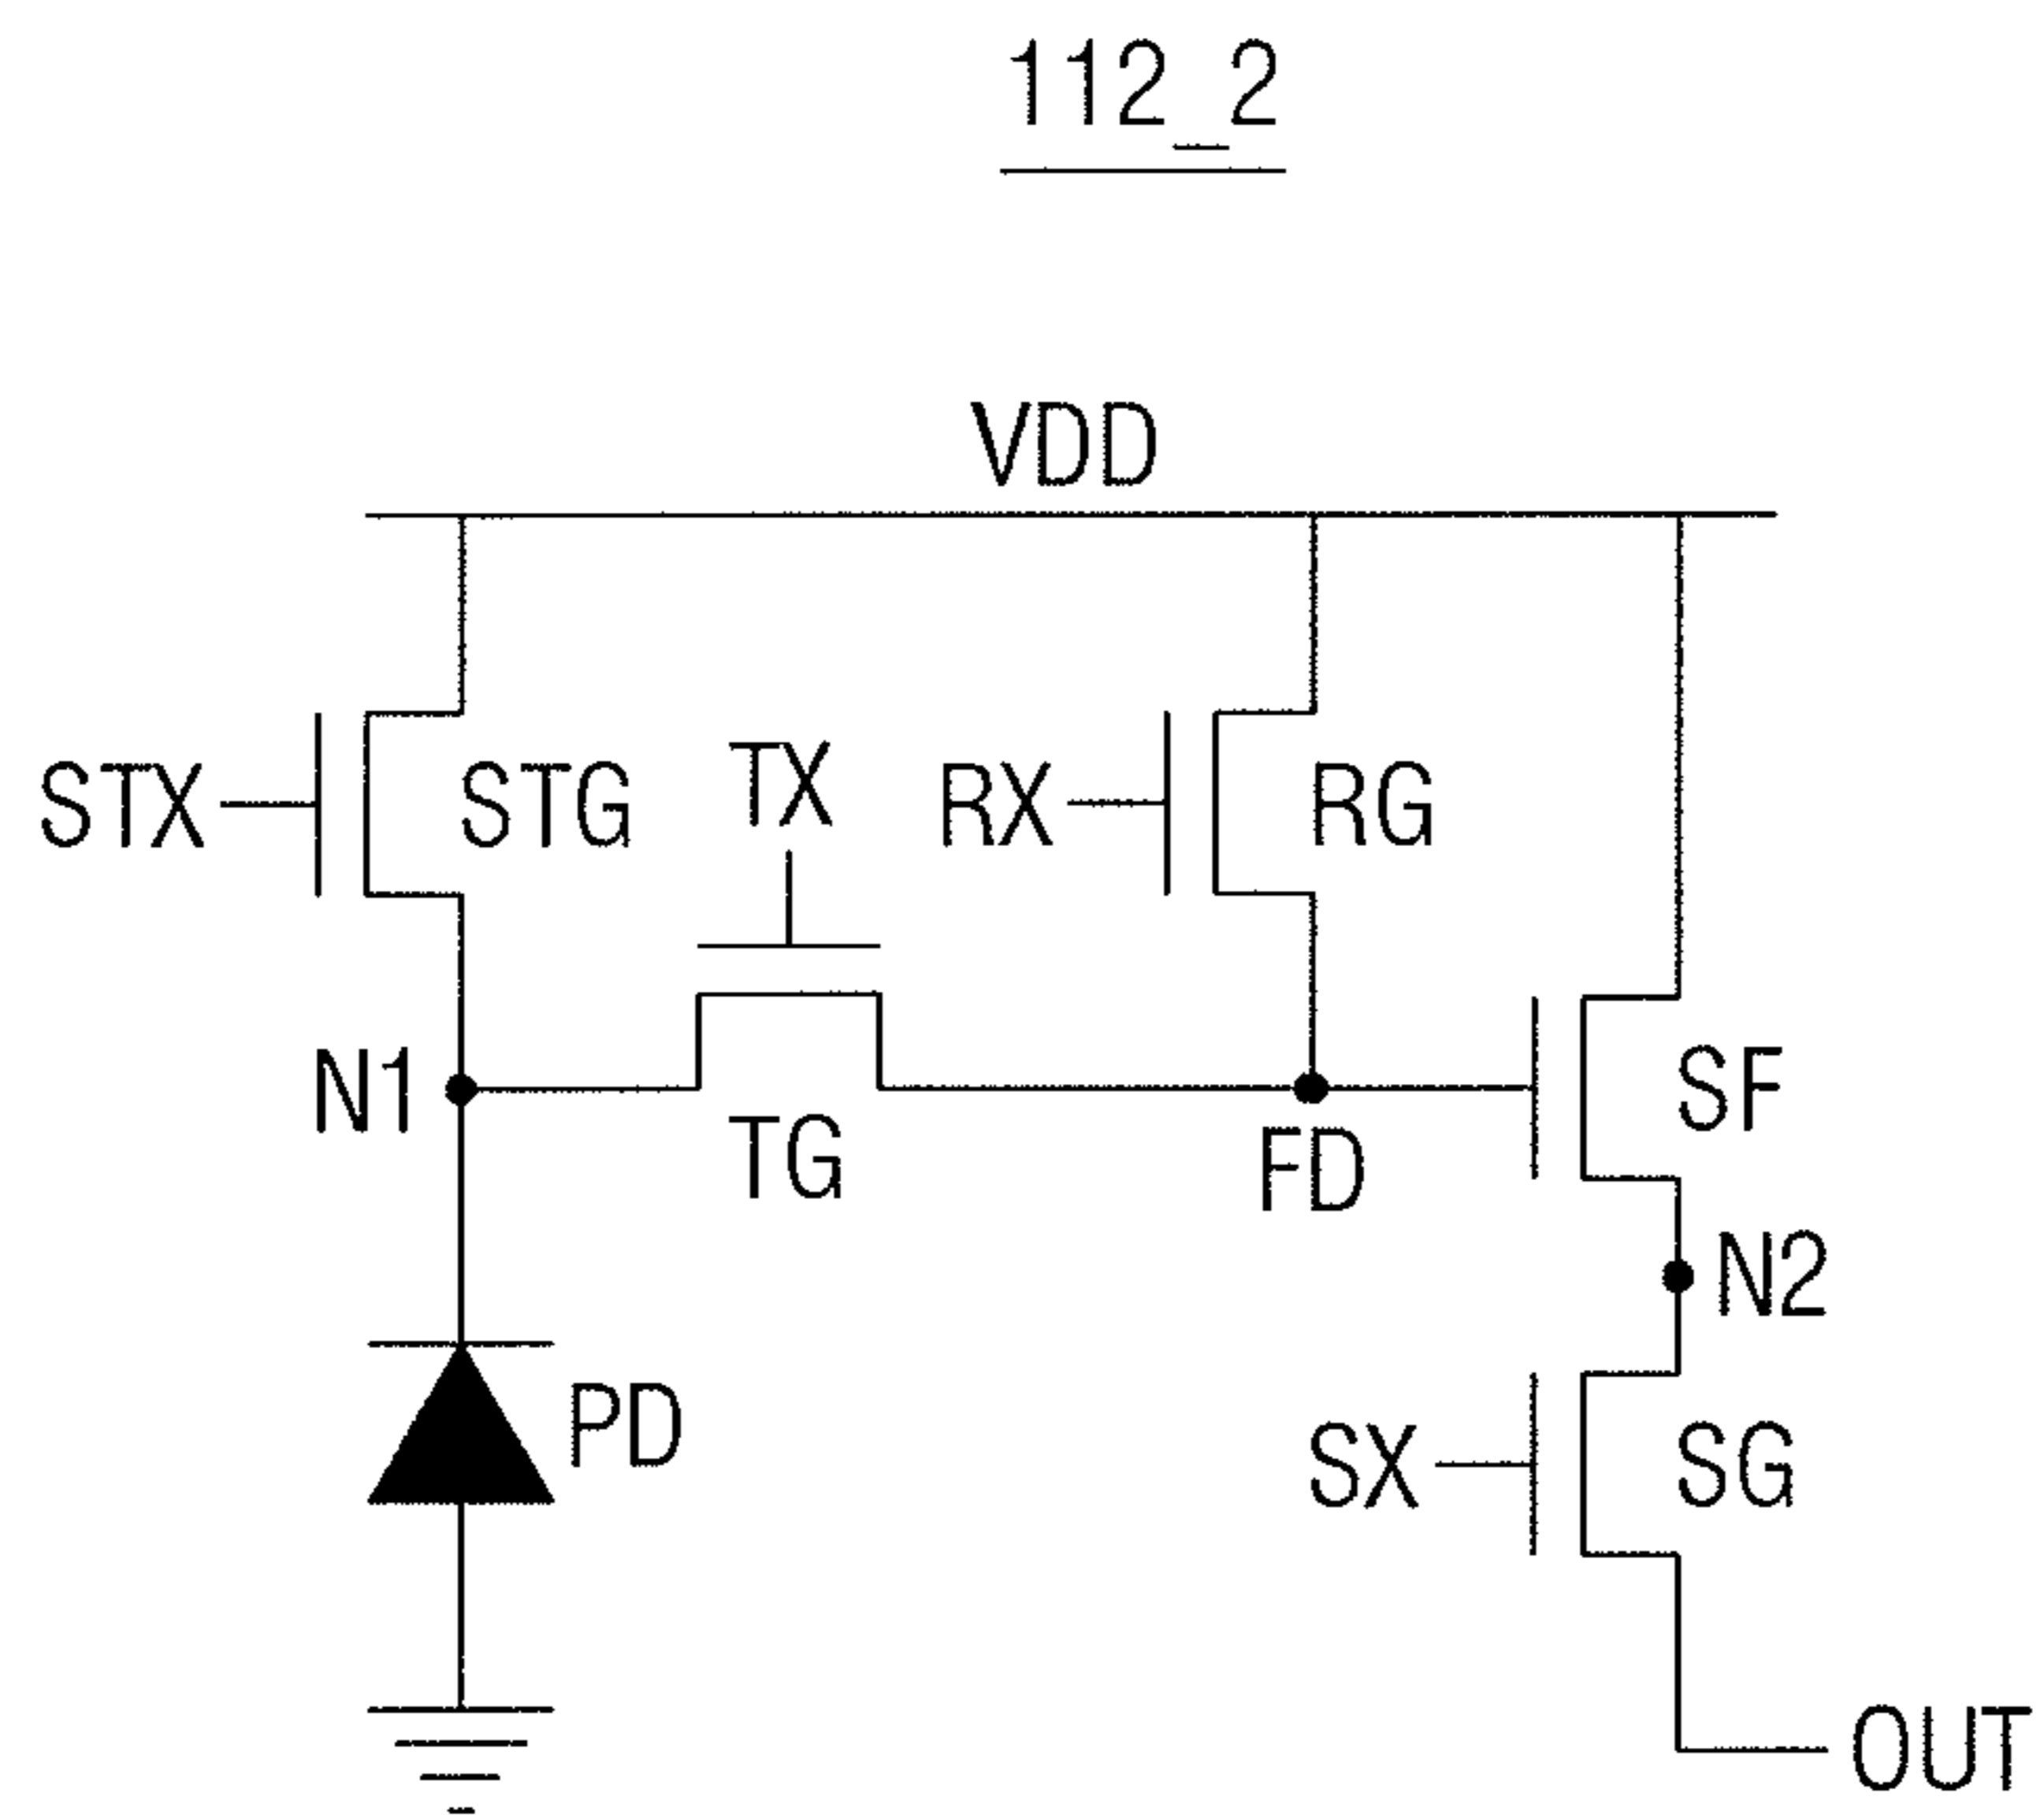 112_2
VDD
STX
STG
TX
RX
RG
N1
TG
FD
SF
N2
PD
SX
SG
OUT